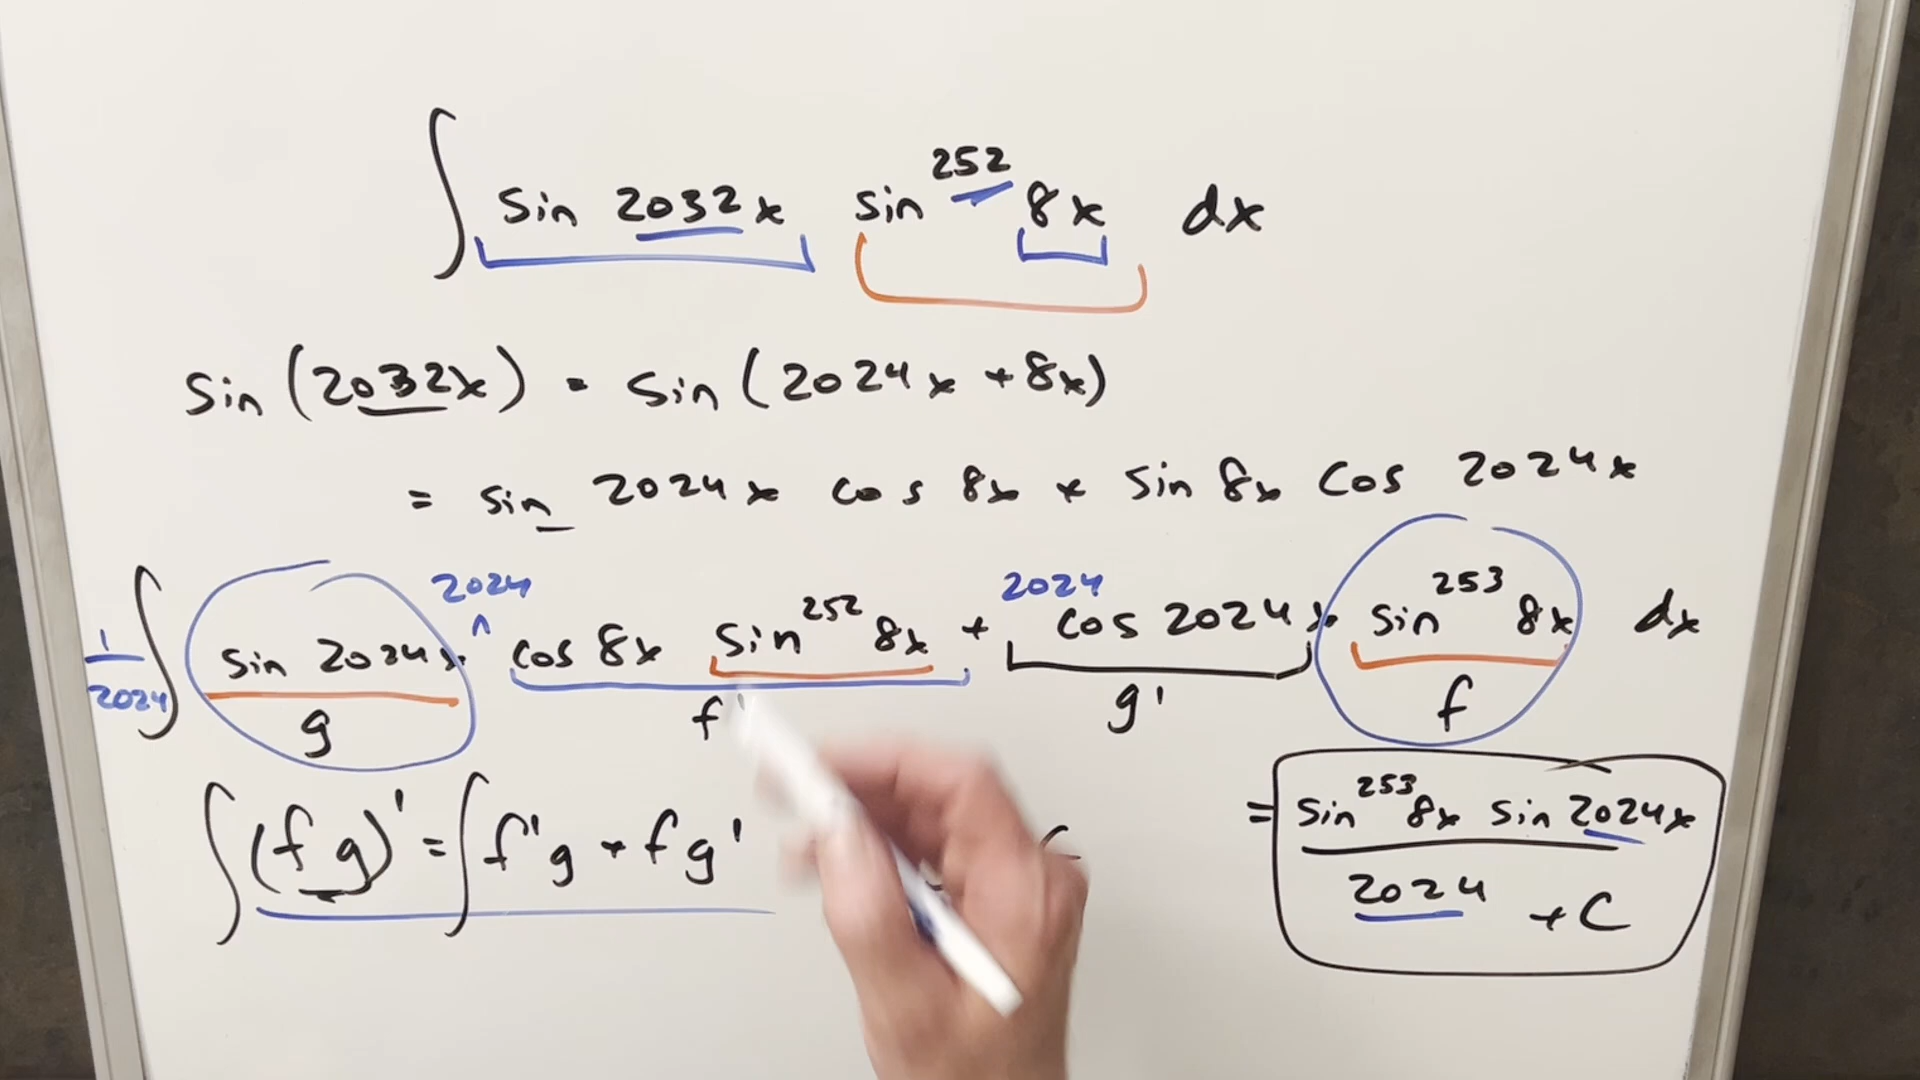 ∫ sin 2032x sin^252 8x dx
sin (2032x) = sin (2024x + 8x)
= sin 2024x cos 8x + sin 8x cos 2024x
1/2024 ∫ sin 2024x 2024 cos 8x sin^252 8x + 2024 cos 2024x sin^253 8x dx
g f' g' f
∫ (f g)' = ∫ f'g + f g'
= sin^253 8x sin 2024x / 2024 + C